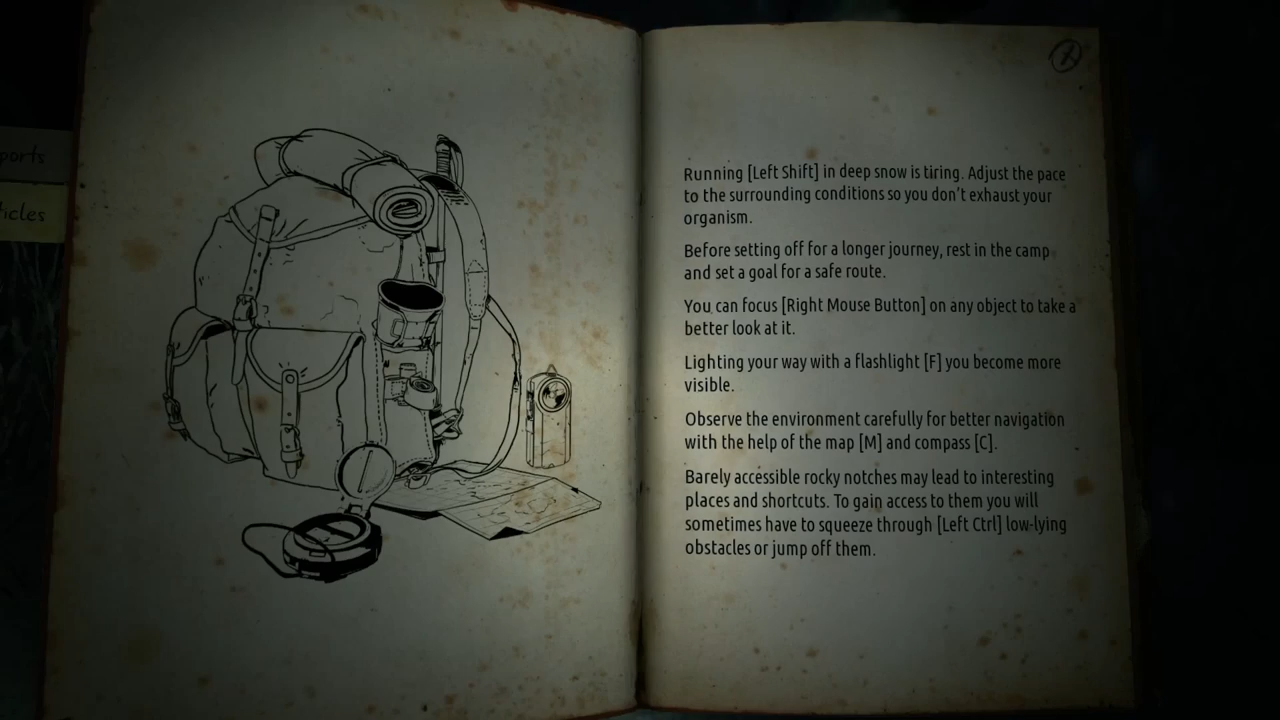 ports
icles
Running [Left Shift] in deep snow is tiring. Adjust the pace
to the surrounding conditions so you don't exhaust your
organism.
Before setting off for a longer journey, rest in the camp
and set a goal for a safe route.
You can focus [Right Mouse Button] on any object to take a
better look at it.
Lighting your way with a flashlight [F] you become more
visible.
Observe the environment carefully for better navigation
with the help of the map [M] and compass [C].
Barely accessible rocky notches may lead to interesting
places and shortcuts. To gain access to them you will
sometimes have to squeeze through [Left Ctrl] low-lying
obstacles or jump off them.